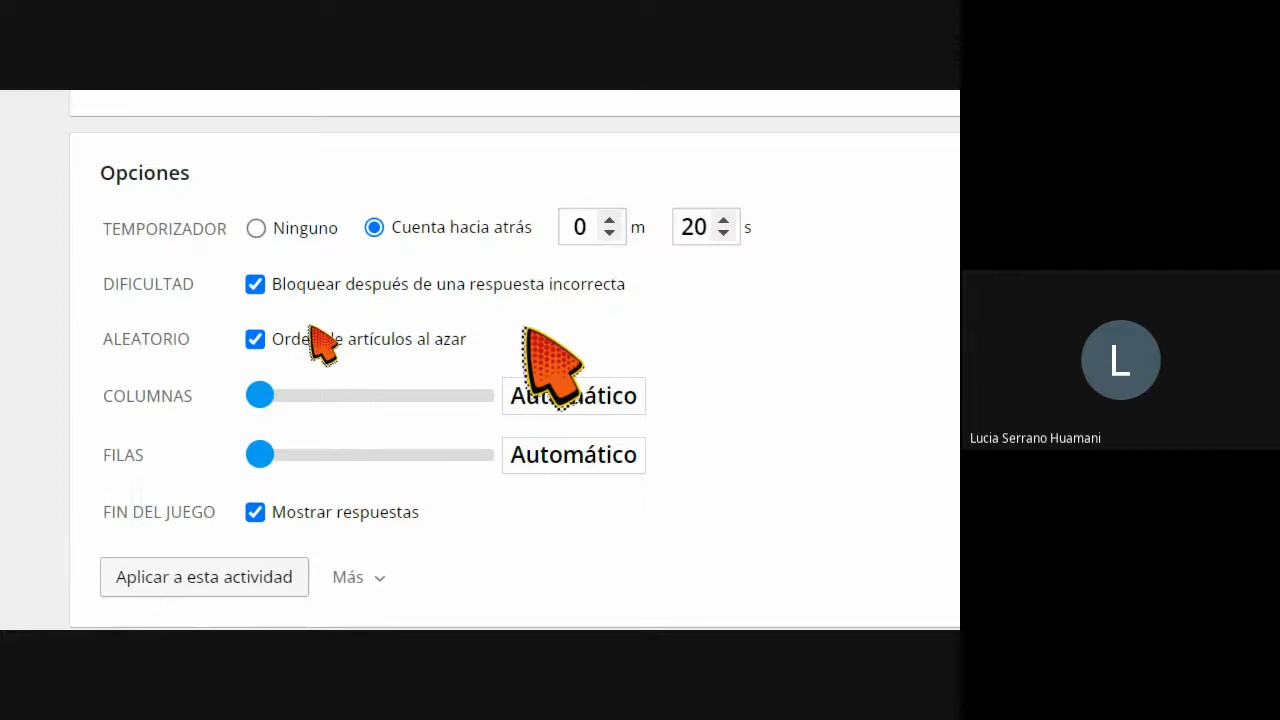 Opciones
TEMPORIZADOR Ninguno Cuenta hacia atrás 0 m 20 s
DIFICULTAD Bloquear después de una respuesta incorrecta
ALEATORIO de artículos al azar
COLUMNAS
FILAS Automático
FIN DEL JUEGO Mostrar respuestas
Aplicar a esta actividad Más
L
Lucia Serrano Huamani